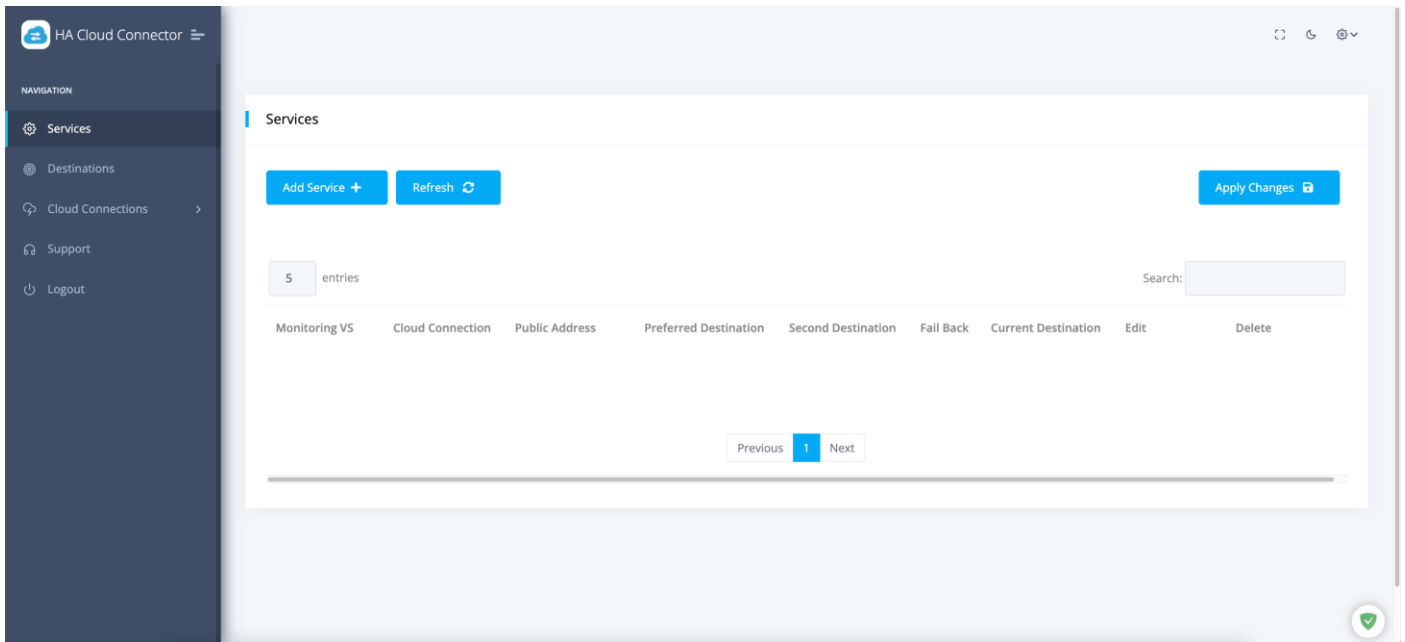 HA Cloud Connector
NAVIGATION
Services
Destinations
Cloud Connections
Support
Logout
Services
Add Service
Refresh
Apply Changes
5 entries
Search:
Monitoring VS Cloud Connection Public Address Preferred Destination Second Destination Fail Back Current Destination Edit Delete
Previous 1 Next